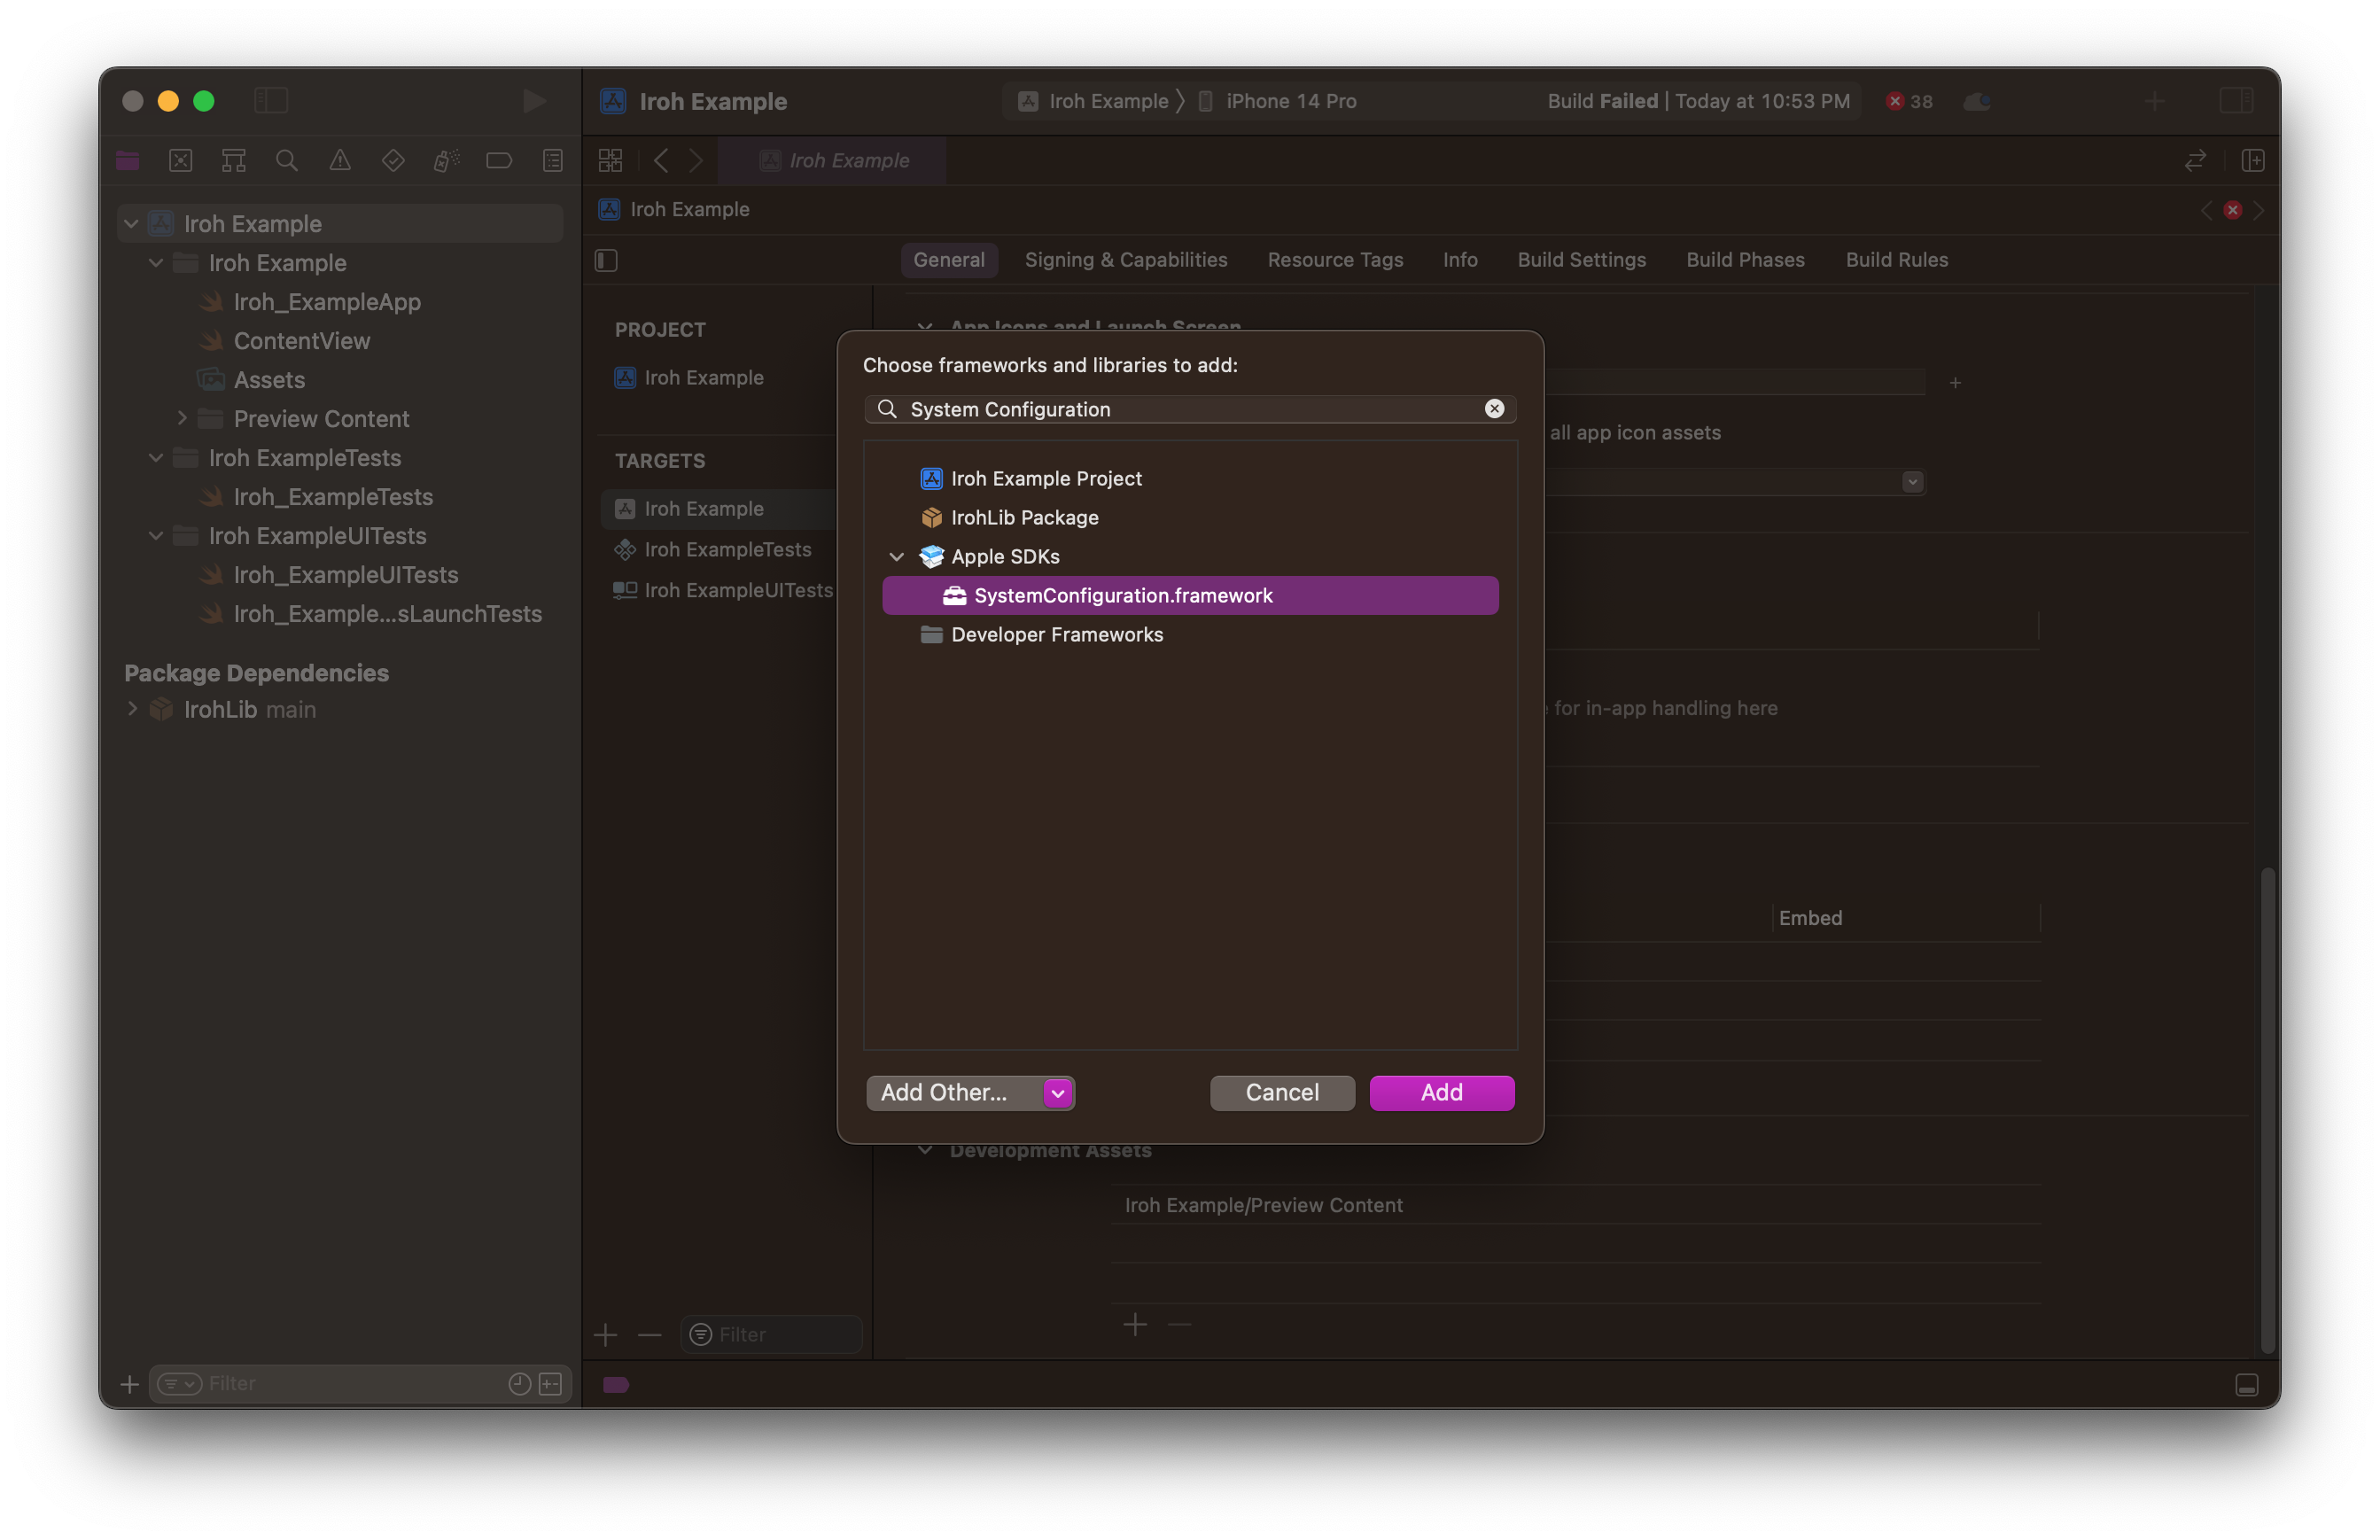 Iroh Example
Iroh Example
iPhone 14 Pro
Build Failed | Today at 10:53 PM
38
Iroh Example
Iroh Example
Iroh Example
Iroh Example
Iroh_ExampleApp
ContentView
Assets
Preview Content
Iroh ExampleTests
Iroh_ExampleTests
Iroh ExampleUITests
Iroh_ExampleUITests
Iroh_Example...sLaunchTests
Package Dependencies
IrohLib main
Filter
General
Signing & Capabilities
Resource Tags
Info
Build Settings
Build Phases
Build Rules
PROJECT
Iroh Example
TARGETS
Iroh Example
Iroh ExampleTests
Iroh ExampleUITests
Filter
App Icons and Launch Screen
all app icon assets
for in-app handling here
Embed
Choose frameworks and libraries to add:
System Configuration
Iroh Example Project
IrohLib Package
Apple SDKs
SystemConfiguration.framework
Developer Frameworks
Add Other...
Cancel
Add
Development Assets
Iroh Example/Preview Content